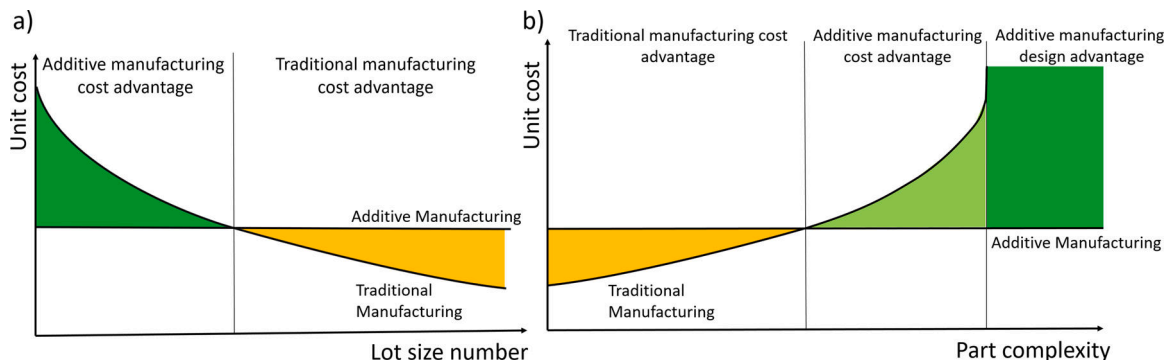 a)
Unit cost
Additive manufacturing
cost advantage
Traditional manufacturing
cost advantage
Additive Manufacturing
Traditional
Manufacturing
Lot size number
b)
Unit cost
Traditional manufacturing cost
advantage
Additive manufacturing
cost advantage
Additive manufacturing
design advantage
Additive Manufacturing
Traditional
Manufacturing
Part complexity